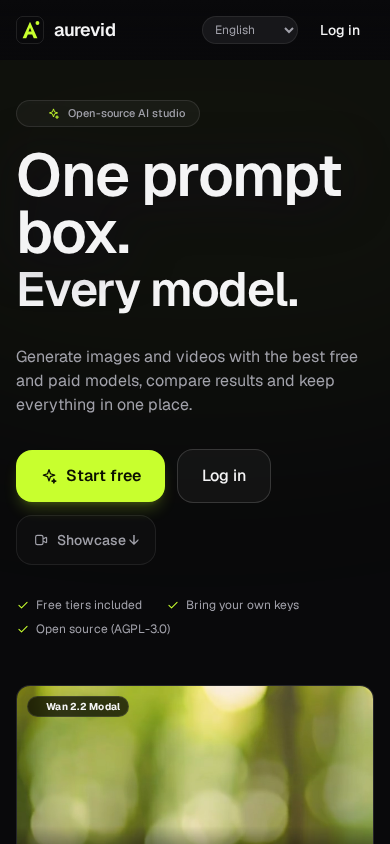 aurevid
English
Log in
Open-source AI studio
One prompt
box.
Every model.
Generate images and videos with the best free
and paid models, compare results and keep
everything in one place.
Start free
Log in
Showcase ↓
Free tiers included
Bring your own keys
Open source (AGPL-3.0)
Wan 2.2 Modal